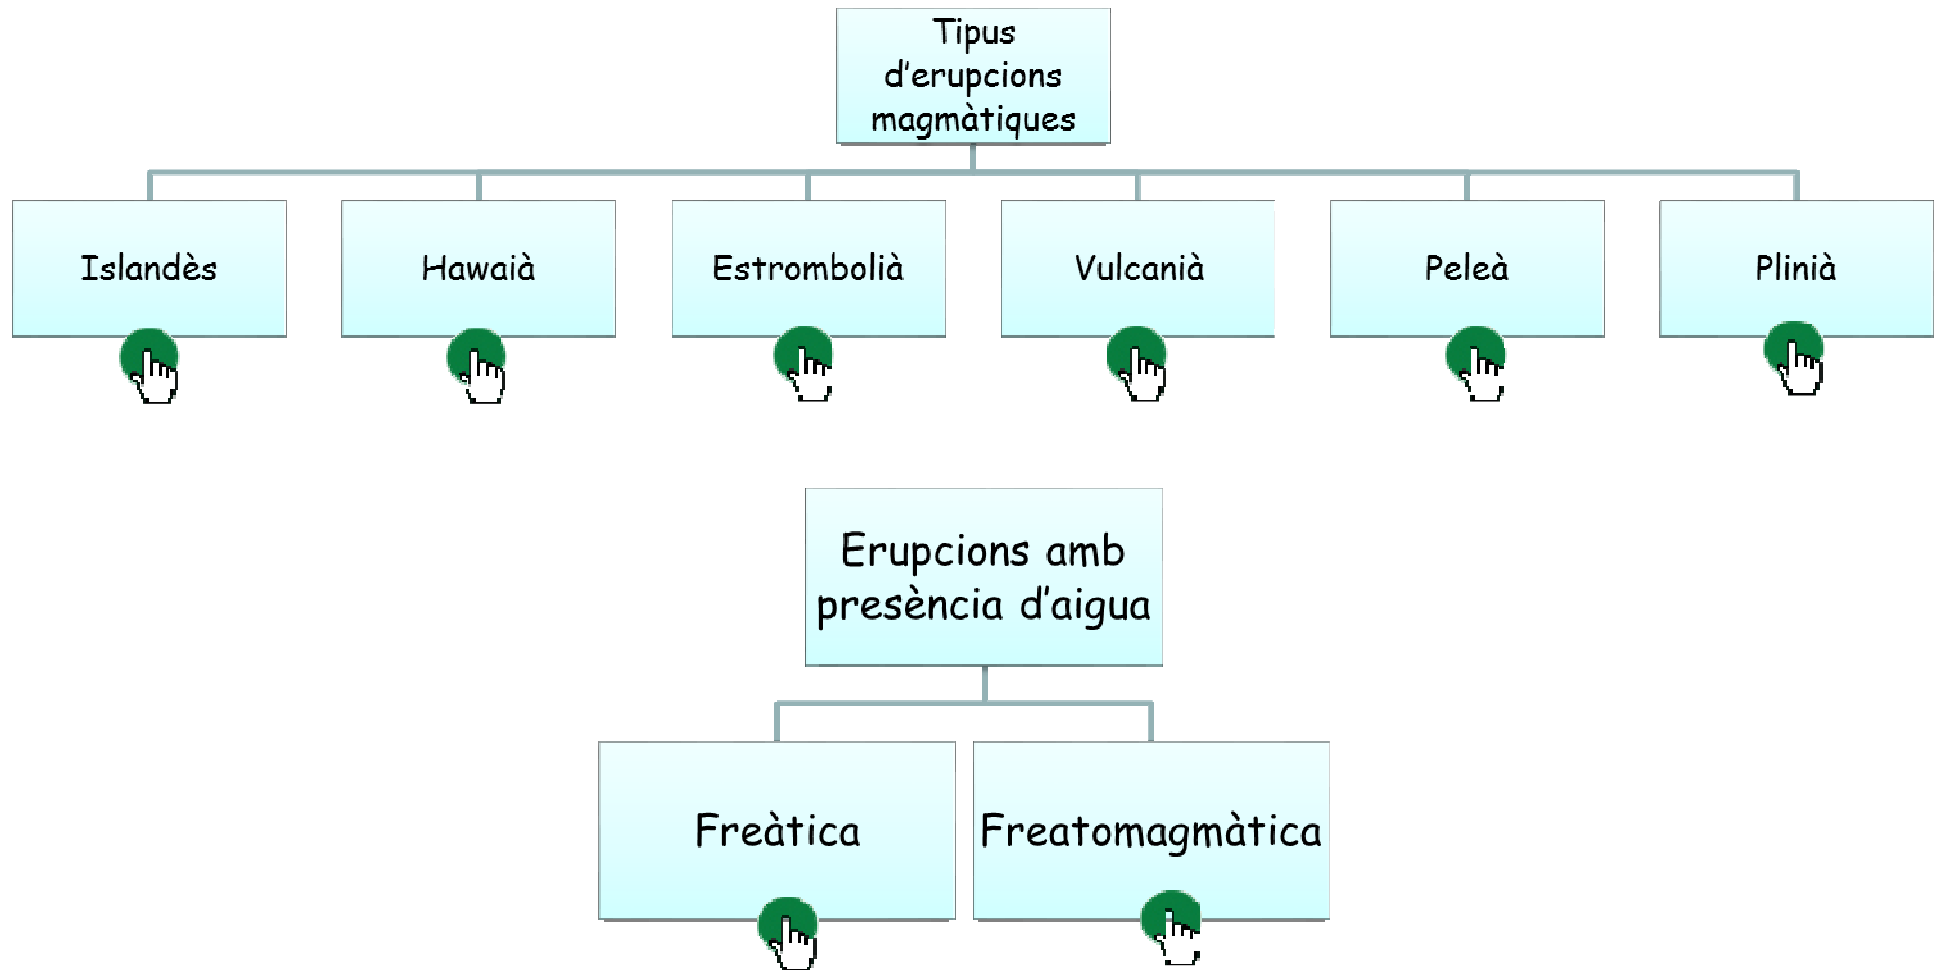 Tipus
d'erupcions
magmàtiques
Islandès
Hawaià
Estrombolià
Vulcanià
Peleà
Plinià
Erupcions amb
presència d'aigua
Freàtica
Freatomagmàtica